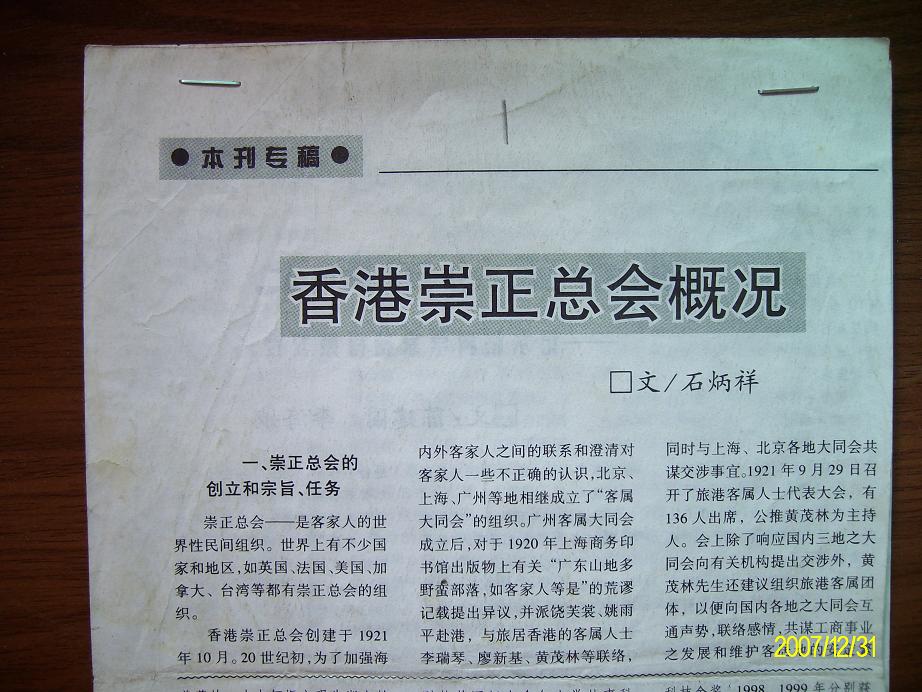 ●本刊专稿●
香港崇正总会概况
□文/石炳祥
一、崇正总会的
创立和宗旨、任务
崇正总会——是客家人的世
界性民间组织。世界上有不少国
家和地区,如英国、法国、美国、加
拿大、台湾等都有崇正总会的组
织。
香港崇正总会创建于1921
年10月。20世纪初,为了加强海
内外客家人之间的联系和澄清对
客家人一些不正确的认识,北京、
上海、广州等地相继成立了“客属
大同会”的组织。广州客属大同会
成立后,对于1920年上海商务印
书馆出版物上有关“广东山地多
野蛮部落,如客家人等是”的荒谬
记载提出异议,并派饶芙裳、姚雨
平赴港,与旅居香港的客属人士
李瑞琴、廖新基、黄茂林等联络,
同时与上海、北京各地大同会共
谋交涉事宜。1921年9月29日召
开了旅港客属人士代表大会,有
136人出席,公推黄茂林为主持
人。会上除了响应国内三地之大
同会向有关机构提出交涉外,黄
茂林先生还建议组织旅港客属团
体,以便向国内各地之大同会互
通声势,联络感情,共谋工商事业
之发展和维护客
科技金奖 1998、1999年分别获
2007/12/31